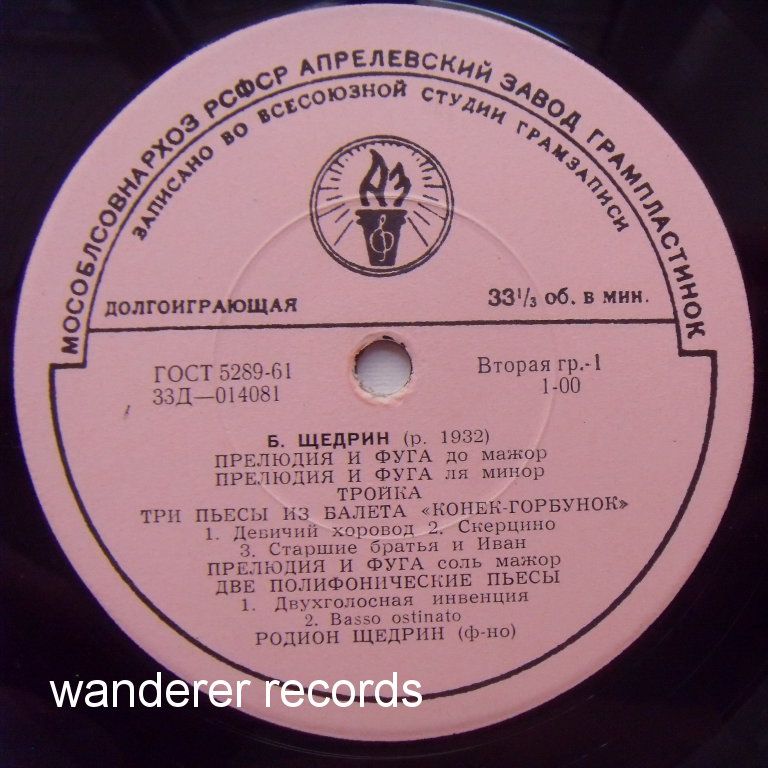 МОСОБЛСОВНАРХОЗ РСФСР АПРЕЛЕВСКИЙ ЗАВОД ГРАМПЛАСТИНОК
ЗАПИСАНО ВО ВСЕСОЮЗНОЙ СТУДИИ ГРАМЗАПИСИ
АЗ
ДОЛГОИГРАЮЩАЯ
33 1/3 об. в мин.
ГОСТ 5289-61
33Д—014081
Вторая гр.-1
1-00
Б. ЩЕДРИН (р. 1932)
ПРЕЛЮДИЯ И ФУГА до мажор
ПРЕЛЮДИЯ И ФУГА ля минор
ТРОЙКА
ТРИ ПЬЕСЫ ИЗ БАЛЕТА «КОНЕК-ГОРБУНОК»
1. Девичий хоровод 2. Скерцино
3. Старшие братья и Иван
ПРЕЛЮДИЯ И ФУГА соль мажор
ДВЕ ПОЛИФОНИЧЕСКИЕ ПЬЕСЫ
1. Двухголосная инвенция
2. Basso ostinato
РОДИОН ЩЕДРИН (ф-но)
wanderer records